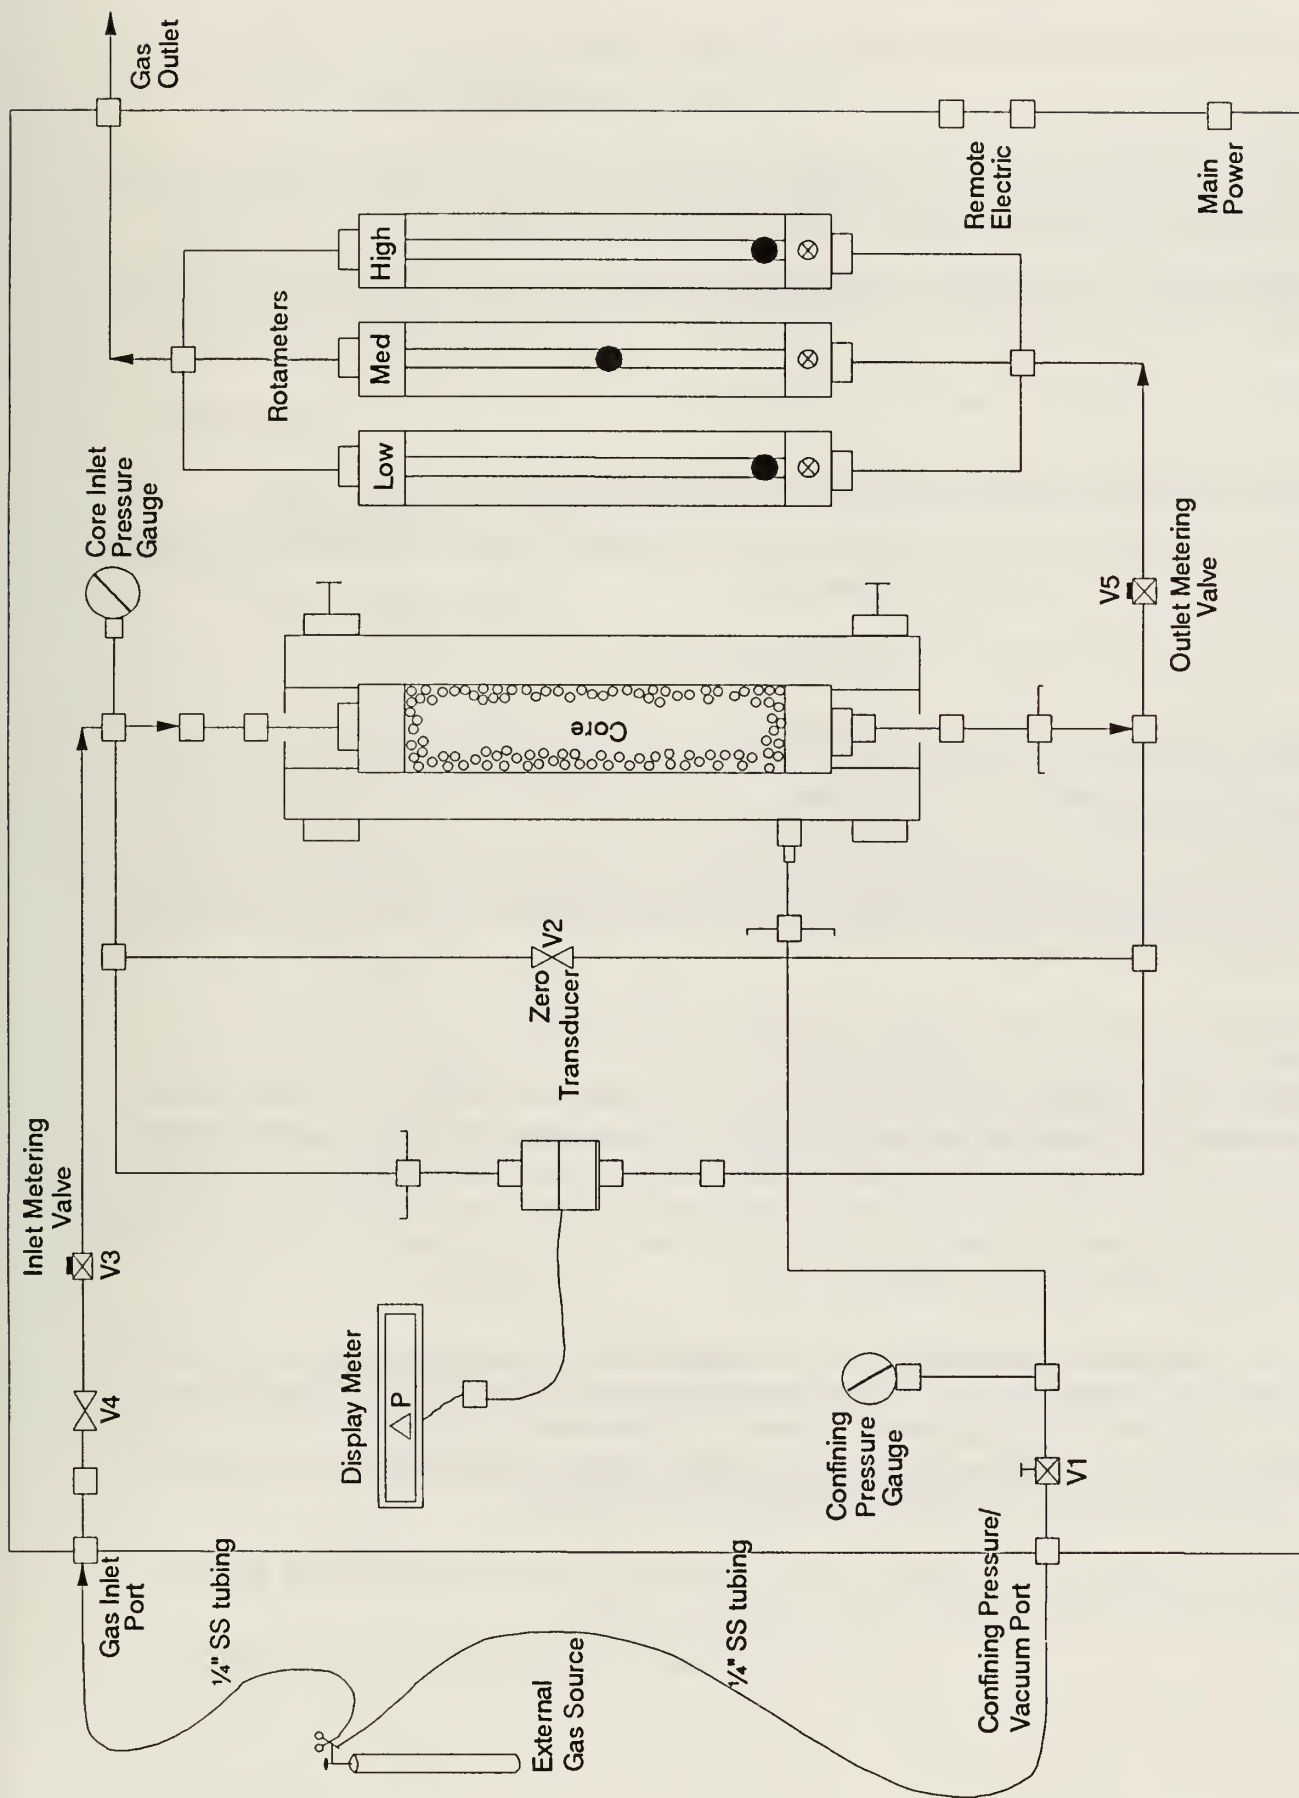 Gas Inlet
Port
V4
V3
Inlet Metering
Valve
Core Inlet
Pressure
Gauge
Gas
Outlet
¼" SS tubing
External
Gas Source
¼" SS tubing
Display Meter
△P
Zero
Transducer
V2
Core
Rotameters
Low
Med
High
Confining
Pressure
Gauge
Confining Pressure/
Vacuum Port
V1
V5
Outlet Metering
Valve
Remote
Electric
Main
Power